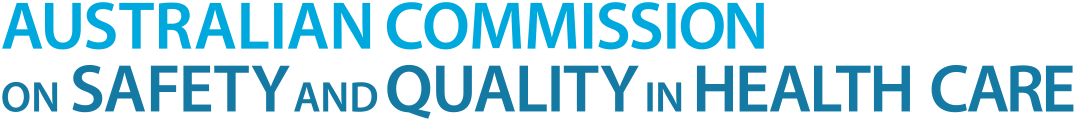 AUSTRALIAN COMMISSION
ON SAFETY AND QUALITY IN HEALTH CARE